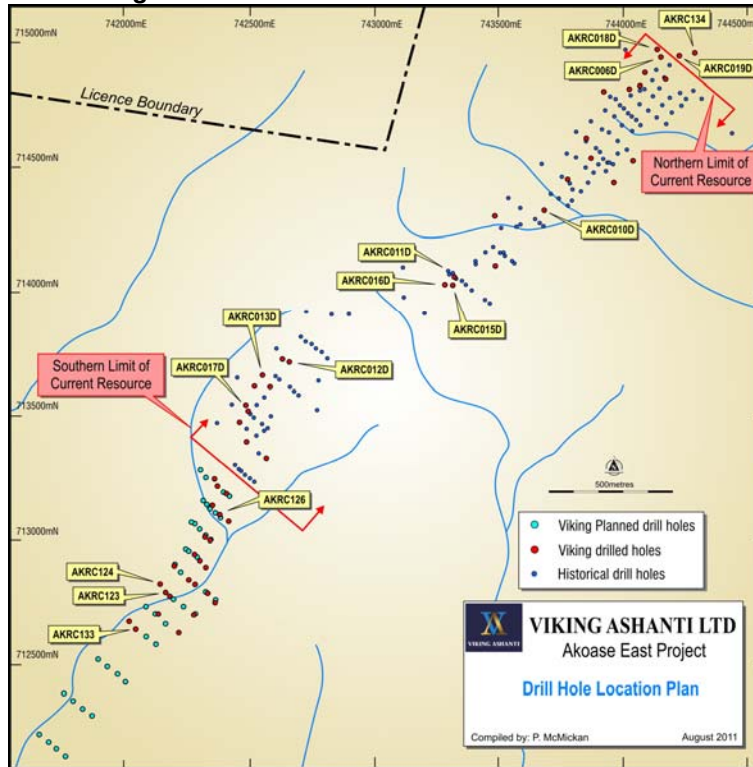 742000mE 742500mE 743000mE 743500mE 744000mE 744500
715000mN
714500mN
714000mN
713500mN
713000mN
712500mN
Licence Boundary
AKRC018D
AKRC134
AKRC006D
AKRC019D
Northern Limit of
Current Resource
AKRC010D
AKRC011D
AKRC016D
AKRC015D
AKRC013D
AKRC012D
AKRC017D
Southern Limit of
Current Resource
AKRC126
AKRC124
AKRC123
AKRC133
500metres
Viking Planned drill holes
Viking drilled holes
Historical drill holes
VIKING ASHANTI
VIKING ASHANTI LTD
Akoase East Project
Drill Hole Location Plan
Compiled by: P. McMickan August 2011